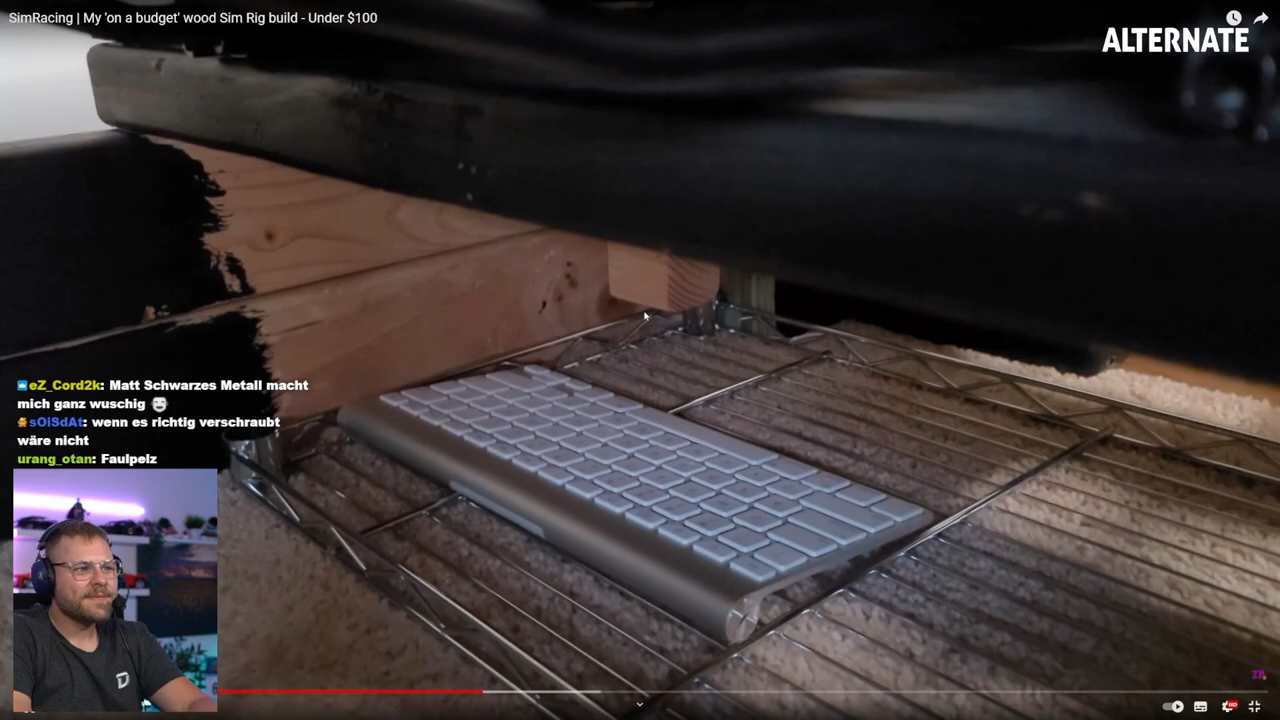 SimRacing | My 'on a budget' wood Sim Rig build - Under $100
ALTERNATE
eZ_Cord2k: Matt Schwarzes Metall macht
mich ganz wuschig
sOlSdAt: wenn es richtig verschraubt
wäre nicht
urang_otan: Faulpelz
HD